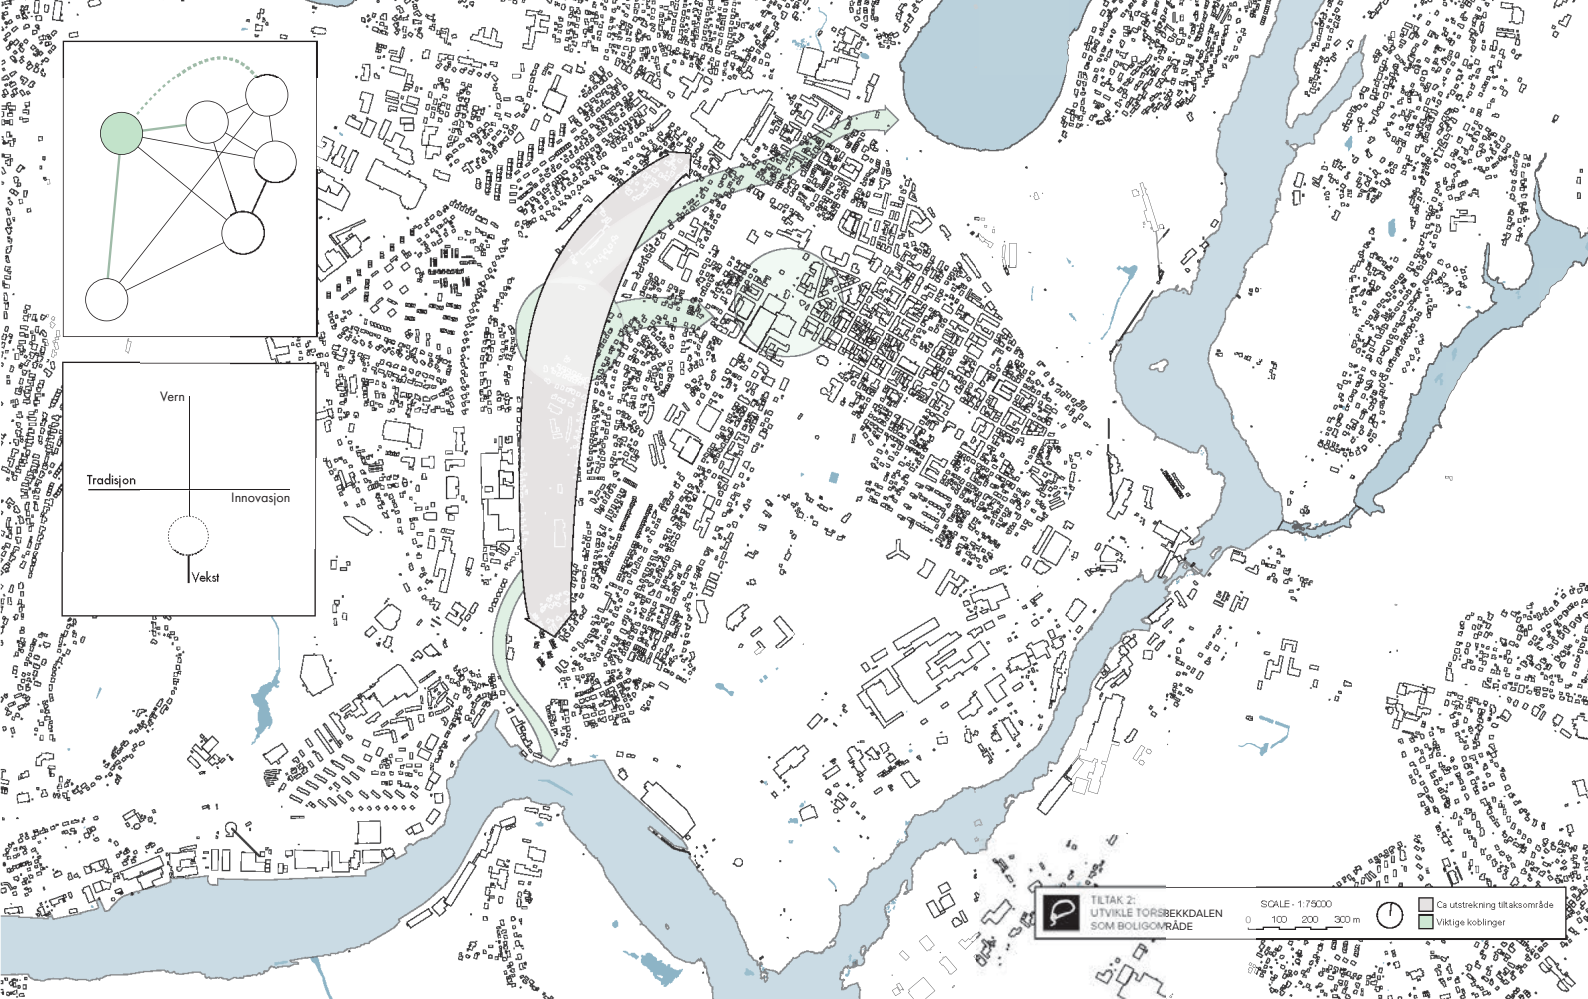 Vern
Tradisjon
Innovasjon
Vekst
TILTAK 2:
UTVIKLE TORSBEKKDALEN
SOM BOLIGOMRÅDE
SCALE - 1:75000
0 100 200 300 m
Ca utstrekning tiltaksområde
Viktige koblinger